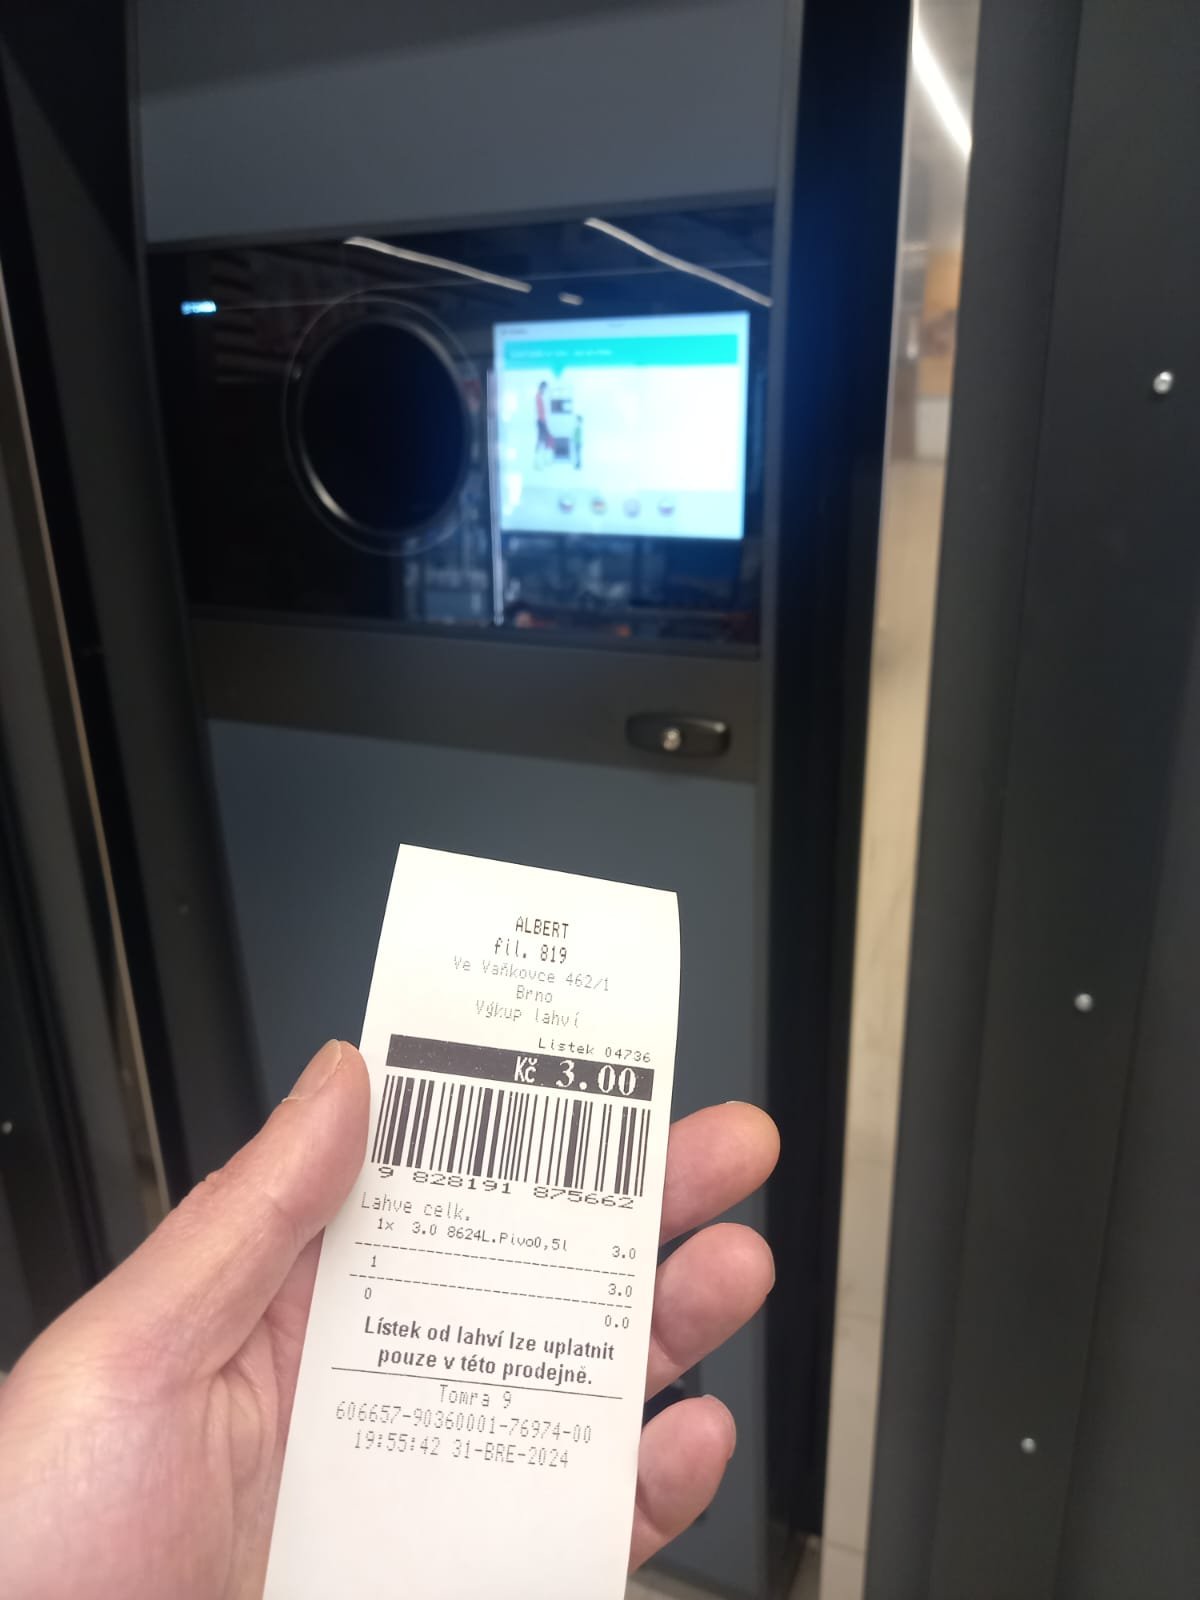 ALBERT
fil. 819
Ve Vaňkovce 462/1
Brno
Výkup lahví
Lístek 04736
Kč 3.00
9 828191 875662
Lahve celk.
1x 3.0 8624L.Pivo0,5l 3.0
1 3.0
0 0.0
Lístek od lahví lze uplatnit
pouze v této prodejně.
Tomra 9
606657-90360001-76974-00
19:55:42 31-BRE-2024